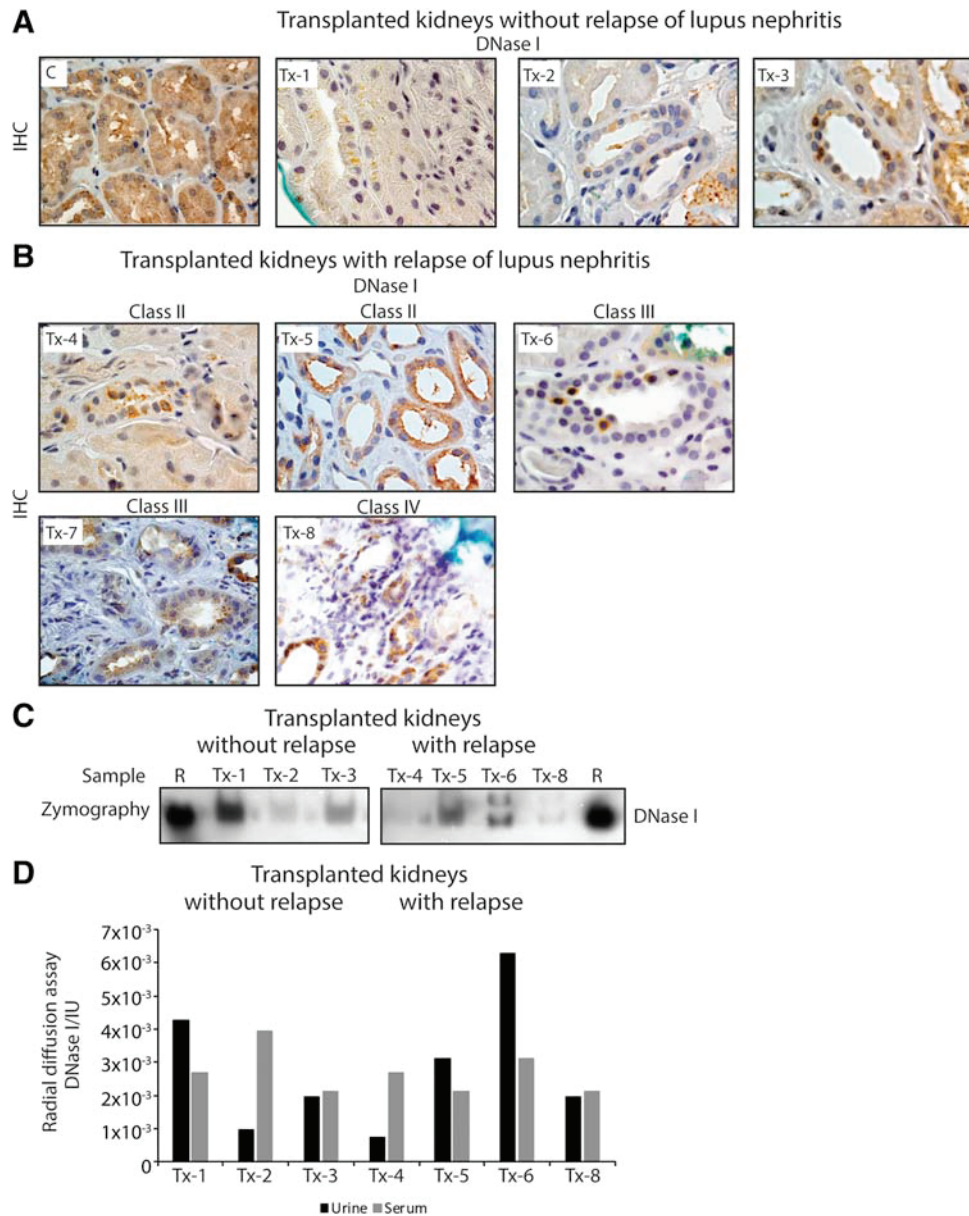 A
Transplanted kidneys without relapse of lupus nephritis
DNase I
IHC
C
Tx-1
Tx-2
Tx-3
B
Transplanted kidneys with relapse of lupus nephritis
DNase I
Class II
Class II
Class III
IHC
Tx-4
Tx-5
Tx-6
Class III
Class IV
Tx-7
Tx-8
C
Transplanted kidneys
without relapse
with relapse
Sample R Tx-1 Tx-2 Tx-3 Tx-4 Tx-5 Tx-6 Tx-8 R
Zymography
DNase I
D
Transplanted kidneys
without relapse
with relapse
Radial diffusion assay
DNase I/IU
7x10⁻³
6x10⁻³
5x10⁻³
4x10⁻³
3x10⁻³
2x10⁻³
1x10⁻³
0
Tx-1 Tx-2 Tx-3 Tx-4 Tx-5 Tx-6 Tx-8
Urine Serum